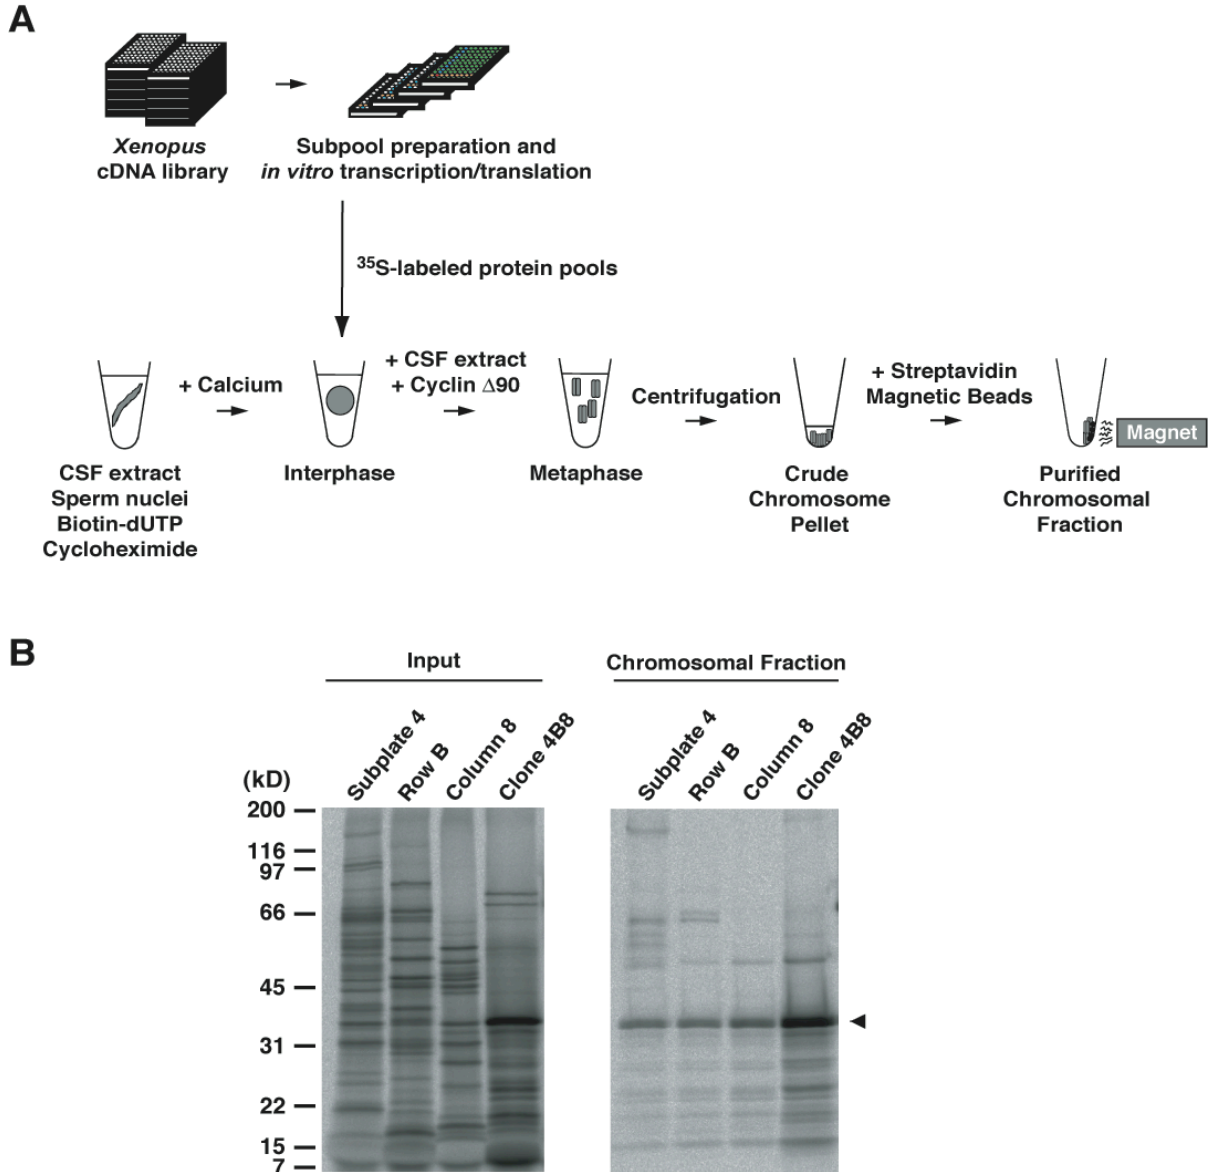 A
Xenopus
cDNA library
Subpool preparation and
in vitro transcription/translation
³⁵S-labeled protein pools
+ Calcium
+ CSF extract
+ Cyclin Δ90
Centrifugation
+ Streptavidin
Magnetic Beads
Magnet
CSF extract
Sperm nuclei
Biotin-dUTP
Cycloheximide
Interphase
Metaphase
Crude
Chromosome
Pellet
Purified
Chromosomal
Fraction
B
Input
Chromosomal Fraction
Subplate 4
Row B
Column 8
Clone 4B8
Subplate 4
Row B
Column 8
Clone 4B8
(kD)
200
116
97
66
45
31
22
15
7